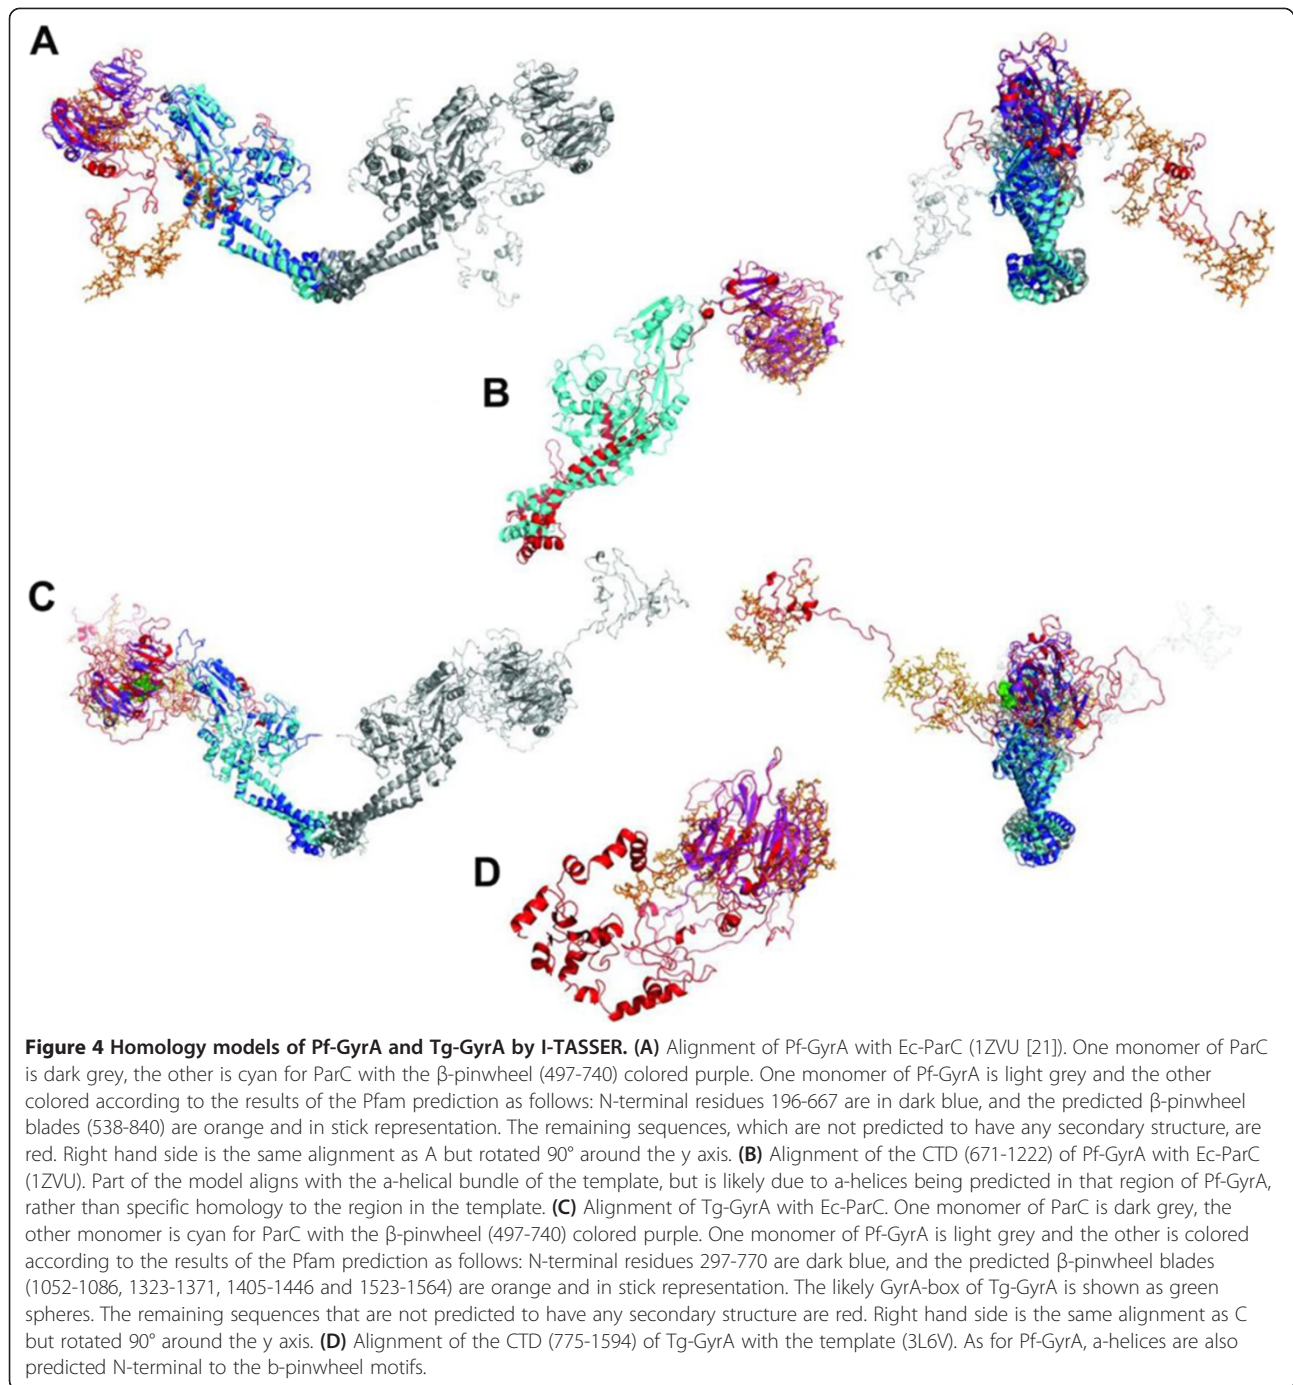 A
B
C
D
Figure 4 Homology models of Pf-GyrA and Tg-GyrA by I-TASSER. (A) Alignment of Pf-GyrA with Ec-ParC (1ZVU [21]). One monomer of ParC
is dark grey, the other is cyan for ParC with the β-pinwheel (497-740) colored purple. One monomer of Pf-GyrA is light grey and the other
colored according to the results of the Pfam prediction as follows: N-terminal residues 196-667 are in dark blue, and the predicted β-pinwheel
blades (538-840) are orange and in stick representation. The remaining sequences, which are not predicted to have any secondary structure, are
red. Right hand side is the same alignment as A but rotated 90° around the y axis. (B) Alignment of the CTD (671-1222) of Pf-GyrA with Ec-ParC
(1ZVU). Part of the model aligns with the a-helical bundle of the template, but is likely due to a-helices being predicted in that region of Pf-GyrA,
rather than specific homology to the region in the template. (C) Alignment of Tg-GyrA with Ec-ParC. One monomer of ParC is dark grey, the
other monomer is cyan for ParC with the β-pinwheel (497-740) colored purple. One monomer of Pf-GyrA is light grey and the other is colored
according to the results of the Pfam prediction as follows: N-terminal residues 297-770 are dark blue, and the predicted β-pinwheel blades
(1052-1086, 1323-1371, 1405-1446 and 1523-1564) are orange and in stick representation. The likely GyrA-box of Tg-GyrA is shown as green
spheres. The remaining sequences that are not predicted to have any secondary structure are red. Right hand side is the same alignment as C
but rotated 90° around the y axis. (D) Alignment of the CTD (775-1594) of Tg-GyrA with the template (3L6V). As for Pf-GyrA, a-helices are also
predicted N-terminal to the b-pinwheel motifs.